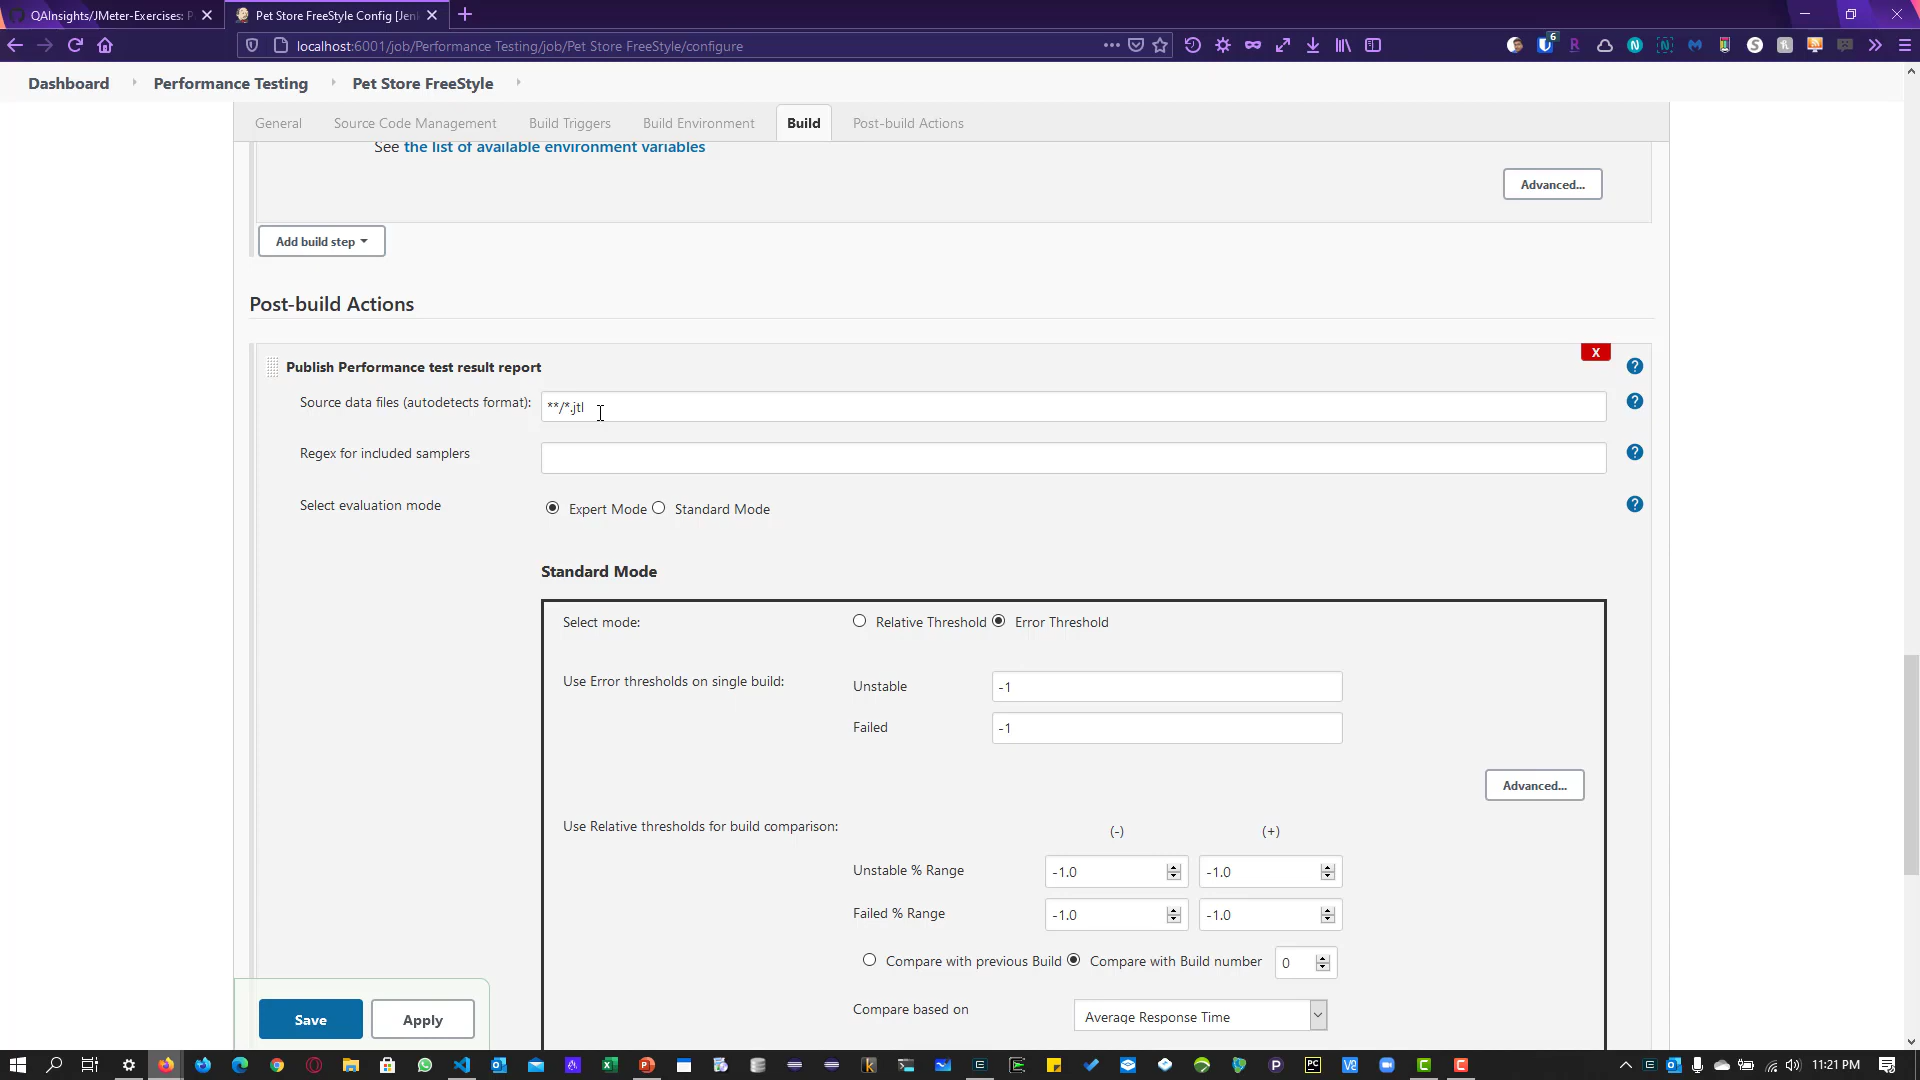 QAInsights/JMeter-Exercises: P
Pet Store FreeStyle Config [Jenk
localhost:6001/job/Performance Testing/job/Pet Store FreeStyle/configure
6
Dashboard
Performance Testing
Pet Store FreeStyle
General
Source Code Management
Build Triggers
Build Environment
Build
Post-build Actions
See the list of available environment variables
Advanced...
Add build step
Post-build Actions
X
Publish Performance test result report
?
Source data files (autodetects format):
**/*.jtl
?
Regex for included samplers
?
Select evaluation mode
Expert Mode
Standard Mode
?
Standard Mode
Select mode:
Relative Threshold
Error Threshold
Use Error thresholds on single build:
Unstable
-1
Failed
-1
Advanced...
Use Relative thresholds for build comparison:
(-)
(+)
Unstable % Range
-1.0
-1.0
Failed % Range
-1.0
-1.0
Compare with previous Build
Compare with Build number
0
Compare based on
Average Response Time
Save
Apply
11:21 PM